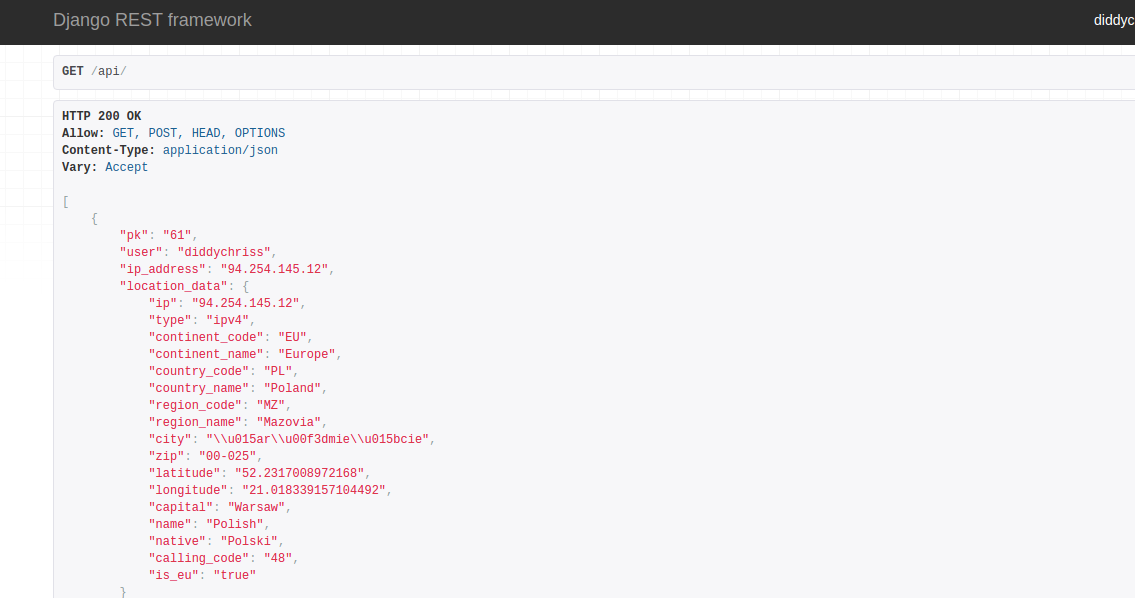 Django REST framework
diddyc
GET /api/
HTTP 200 OK
Allow: GET, POST, HEAD, OPTIONS
Content-Type: application/json
Vary: Accept
[
    {
        "pk": "61",
        "user": "diddychriss",
        "ip_address": "94.254.145.12",
        "location_data": {
            "ip": "94.254.145.12",
            "type": "ipv4",
            "continent_code": "EU",
            "continent_name": "Europe",
            "country_code": "PL",
            "country_name": "Poland",
            "region_code": "MZ",
            "region_name": "Mazovia",
            "city": "\\u015ar\\u00f3dmie\\u015bcie",
            "zip": "00-025",
            "latitude": "52.2317008972168",
            "longitude": "21.018339157104492",
            "capital": "Warsaw",
            "name": "Polish",
            "native": "Polski",
            "calling_code": "48",
            "is_eu": "true"
        }